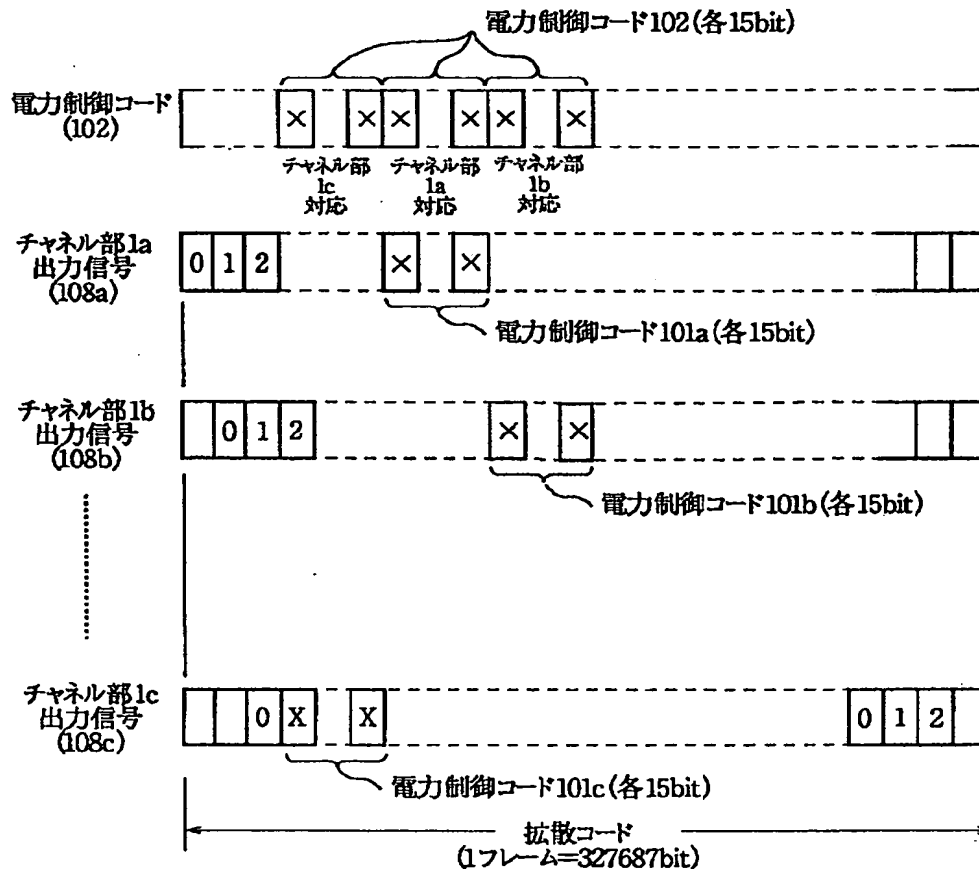 電力制御コード102(各15bit)
電力制御コード
(102)
× × × × × ×
チャネル部 チャネル部 チャネル部
1c 1a 1b
対応 対応 対応
チャネル部1a
出力信号
(108a)
0 1 2 × ×
電力制御コード101a(各15bit)
チャネル部1b
出力信号
(108b)
0 1 2 × ×
電力制御コード101b(各15bit)
チャネル部1c
出力信号
(108c)
0 X X 0 1 2
電力制御コード101c(各15bit)
拡散コード
(1フレーム=327687bit)